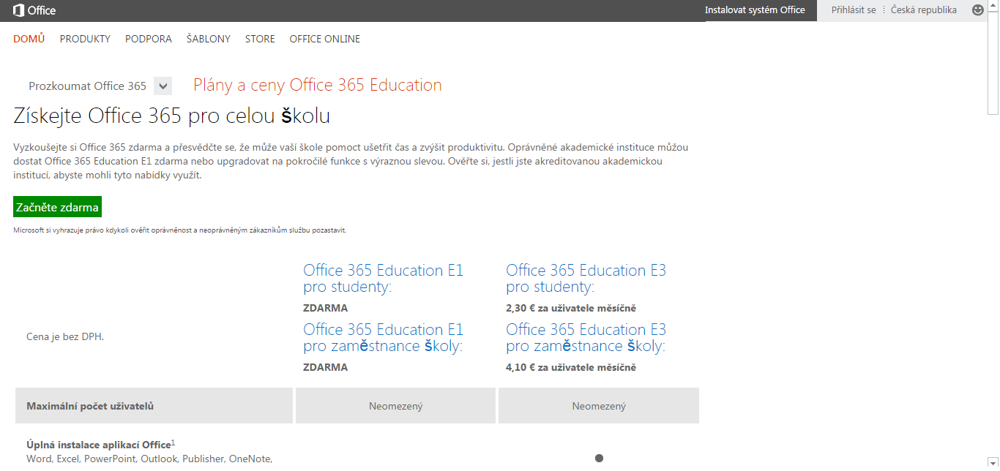 Office
Instalovat systém Office
Přihlásit se
Česká republika
DOMŮ
PRODUKTY
PODPORA
ŠABLONY
STORE
OFFICE ONLINE
Prozkoumat Office 365
Plány a ceny Office 365 Education
Získejte Office 365 pro celou školu
Vyzkoušejte si Office 365 zdarma a přesvědčte se, že může vaší škole pomoct ušetřit čas a zvýšit produktivitu. Oprávněné akademické instituce můžou
dostat Office 365 Education E1 zdarma nebo upgradovat na pokročilé funkce s výraznou slevou. Ověřte si, jestli jste akreditovanou akademickou
institucí, abyste mohli tyto nabídky využít.
Začněte zdarma
Microsoft si vyhrazuje právo kdykoli ověřit oprávněnost a neoprávněným zákazníkům službu pozastavit.
Office 365 Education E1
pro studenty:
ZDARMA
Office 365 Education E1
pro zaměstnance školy:
ZDARMA
Office 365 Education E3
pro studenty:
2,30 € za uživatele měsíčně
Office 365 Education E3
pro zaměstnance školy:
4,10 € za uživatele měsíčně
Cena je bez DPH.
Maximální počet uživatelů
Neomezený
Neomezený
Úplná instalace aplikací Office1
Word, Excel, PowerPoint, Outlook, Publisher, OneNote,